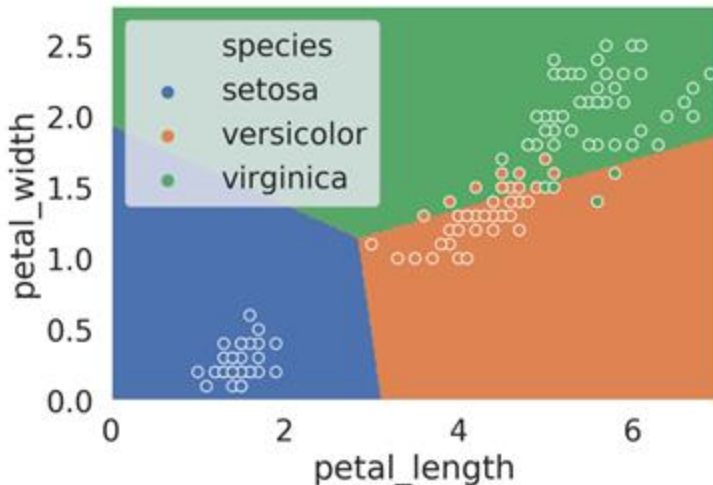 species
setosa
versicolor
virginica
2.5
2.0
1.5
1.0
0.5
0.0
petal_width
0 2 4 6
petal_length